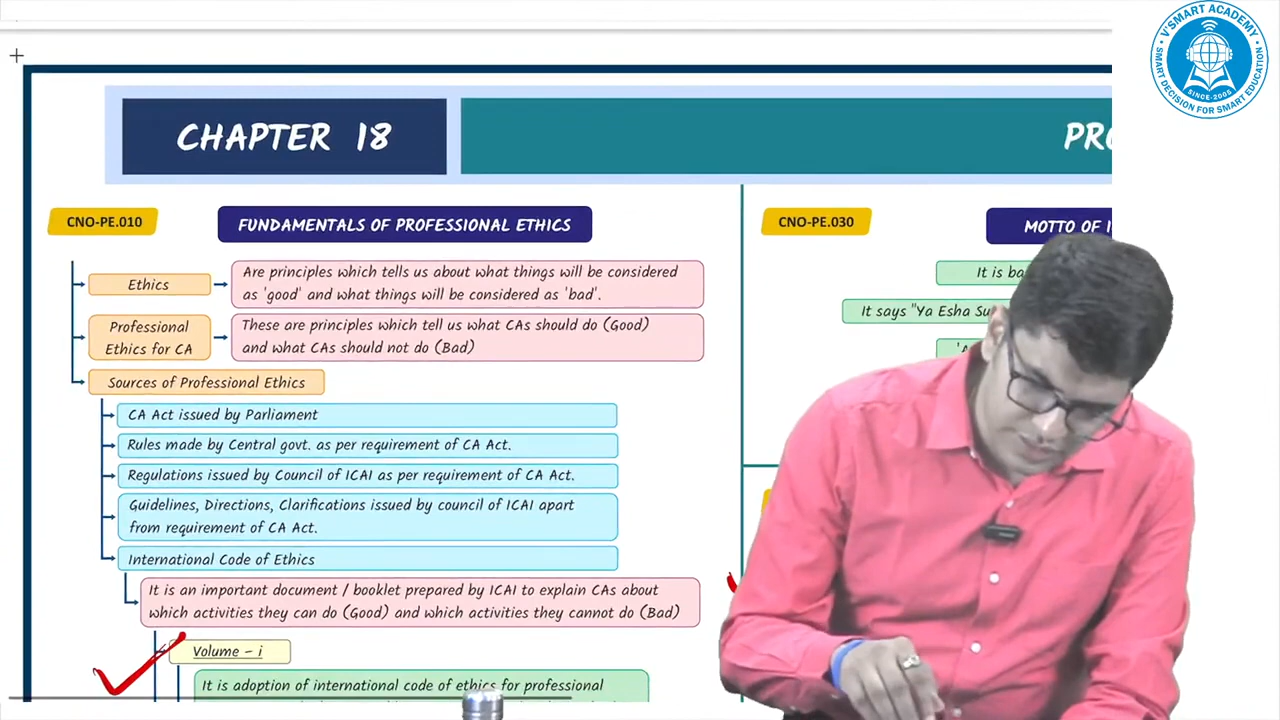 V'SMART ACADEMY
SMART DECISION FOR SMART EDUCATION
SINCE-2005
CHAPTER 18
CNO-PE.010
FUNDAMENTALS OF PROFESSIONAL ETHICS
Ethics
Are principles which tells us about what things will be considered
as 'good' and what things will be considered as 'bad'.
Professional
Ethics for CA
These are principles which tell us what CAs should do (Good)
and what CAs should not do (Bad)
Sources of Professional Ethics
CA Act issued by Parliament
Rules made by Central govt. as per requirement of CA Act.
Regulations issued by Council of ICAI as per requirement of CA Act.
Guidelines, Directions, Clarifications issued by council of ICAI apart
from requirement of CA Act.
International Code of Ethics
It is an important document / booklet prepared by ICAI to explain CAs about
which activities they can do (Good) and which activities they cannot do (Bad)
Volume - i
It is adoption of international code of ethics for professional
CNO-PE.030
MOTTO OF
It is
It says "Ya Esha